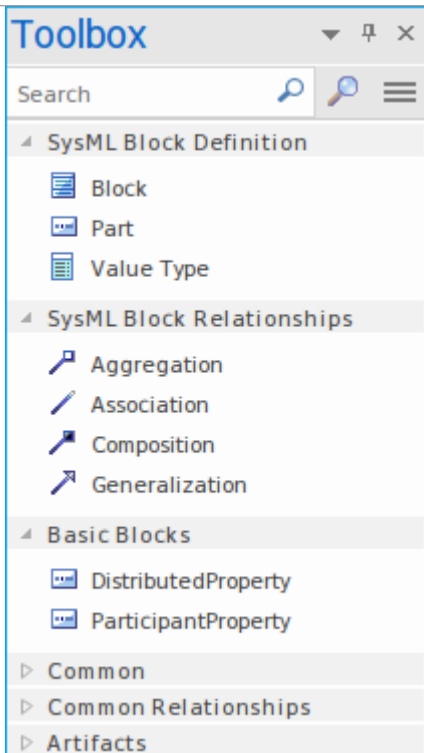 Toolbox
Search
SysML Block Definition
Block
Part
Value Type
SysML Block Relationships
Aggregation
Association
Composition
Generalization
Basic Blocks
DistributedProperty
ParticipantProperty
Common
Common Relationships
Artifacts